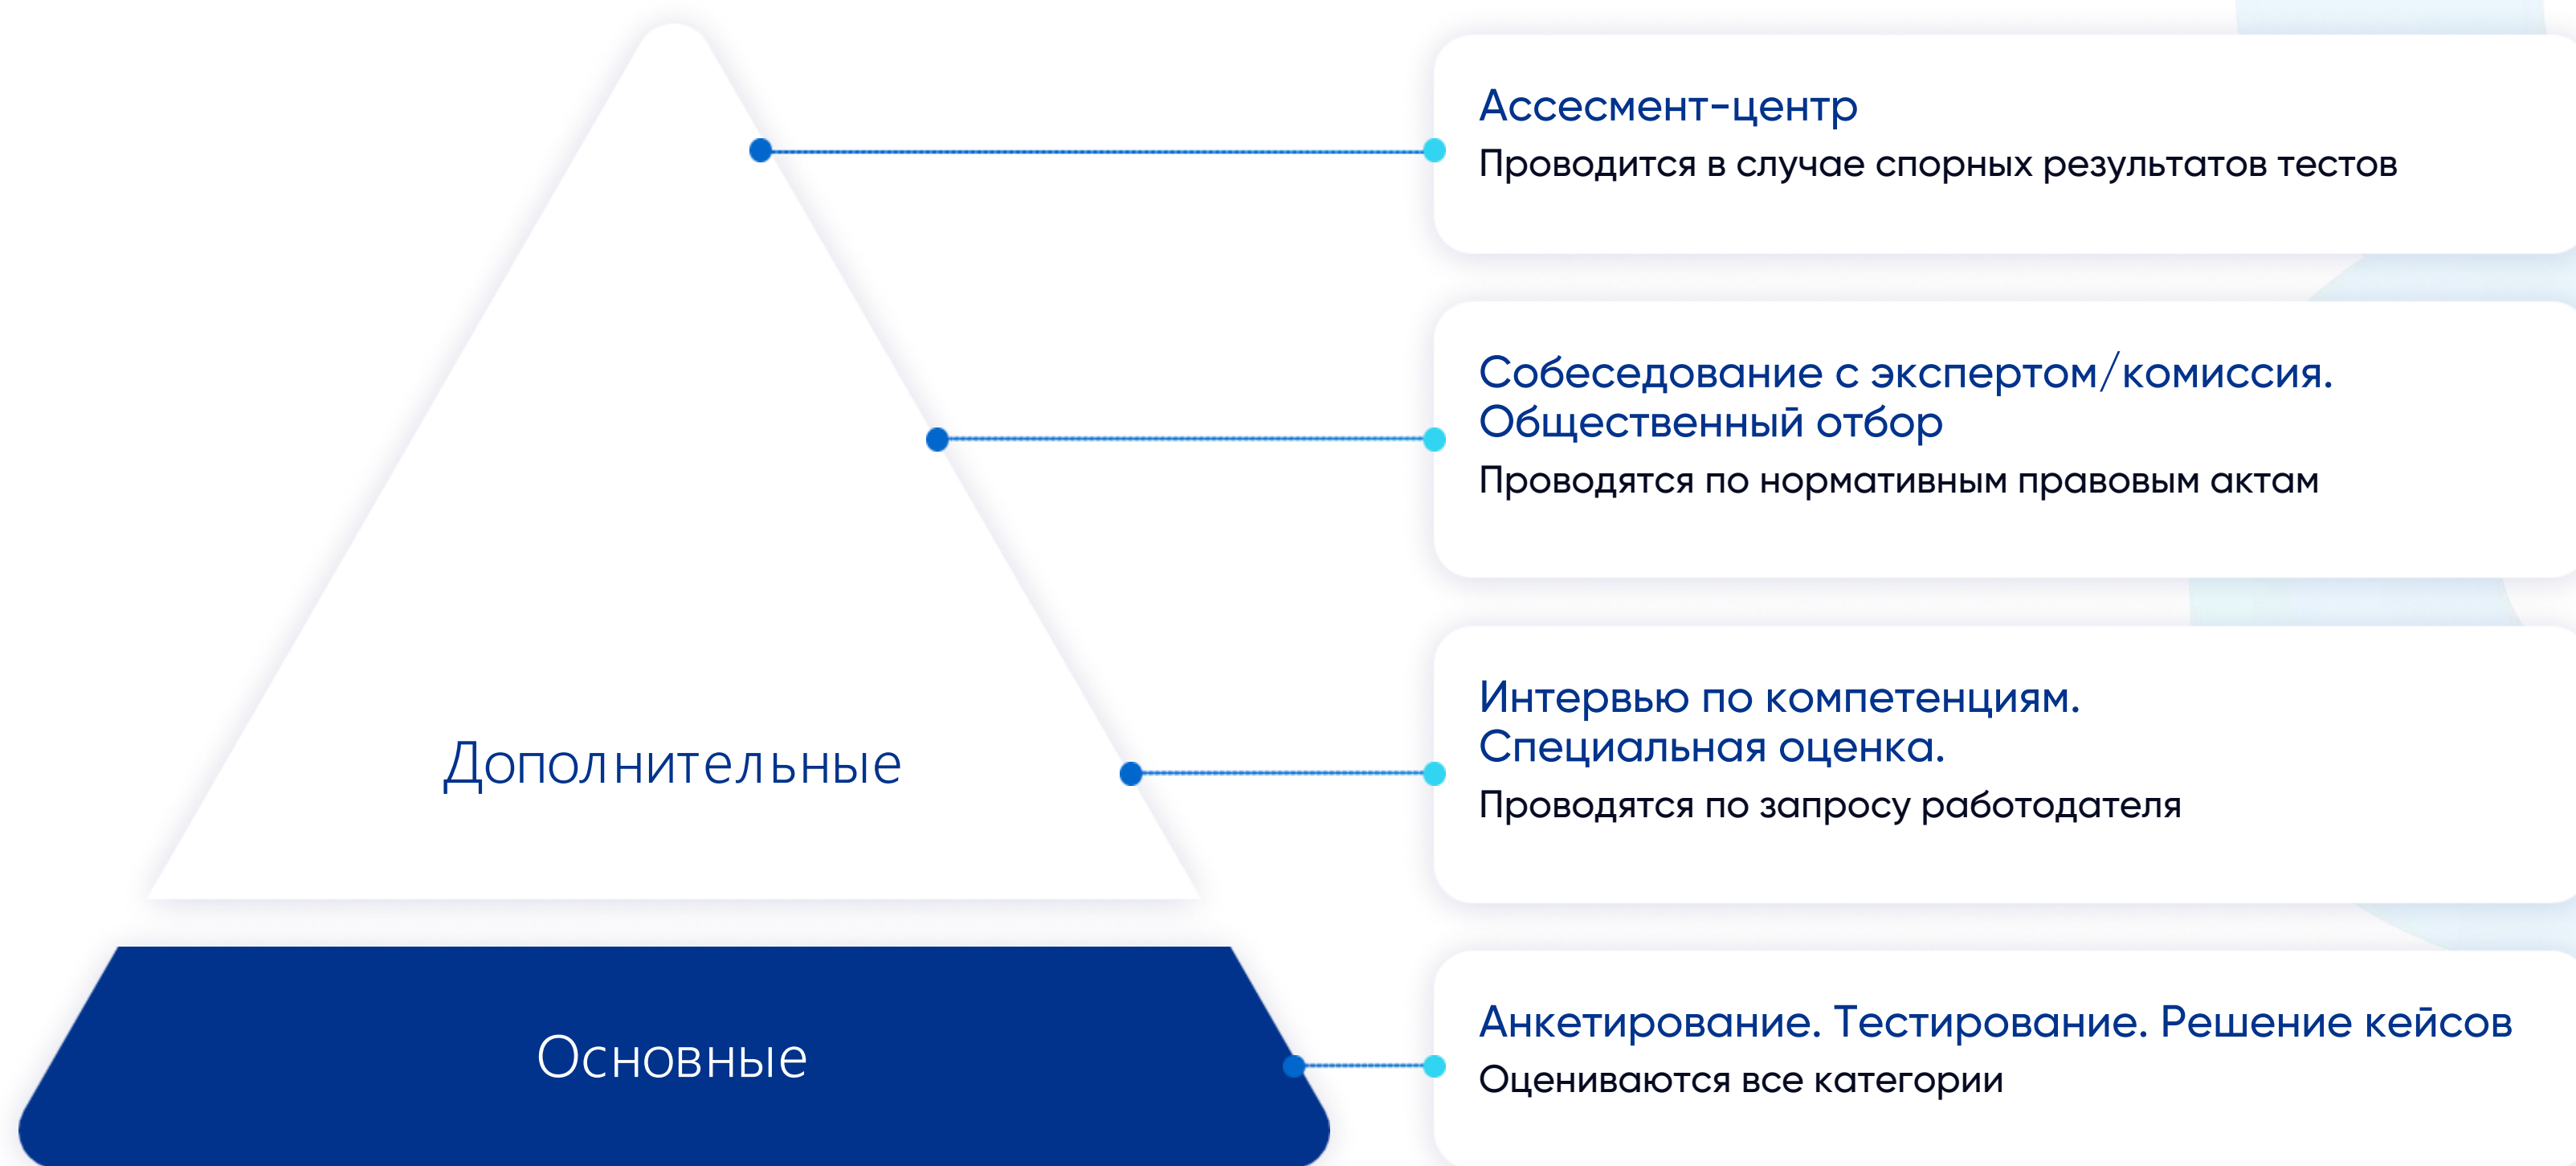 Ассесмент-центр
Проводится в случае спорных результатов тестов
Собеседование с экспертом/комиссия.
Общественный отбор
Проводятся по нормативным правовым актам
Интервью по компетенциям.
Специальная оценка.
Проводятся по запросу работодателя
Дополнительные
Анкетирование. Тестирование. Решение кейсов
Оцениваются все категории
Основные